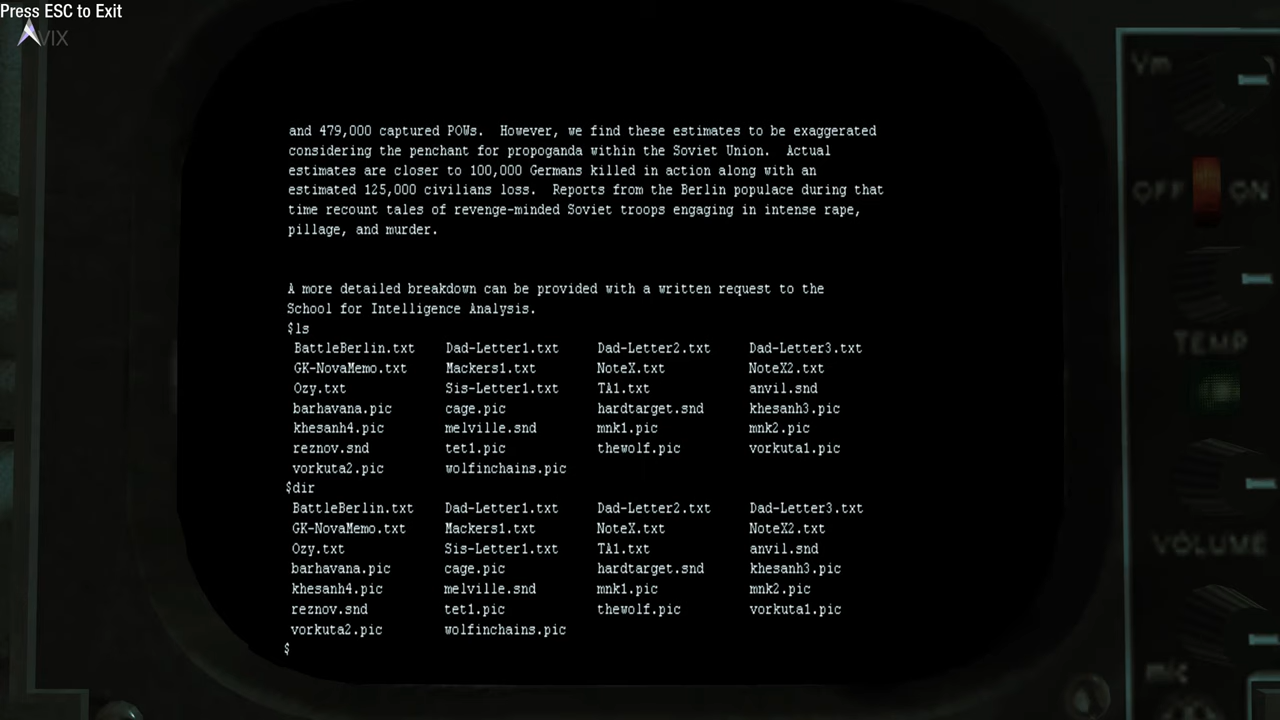 Press ESC to Exit
VIX
and 479,000 captured POWs. However, we find these estimates to be exaggerated
considering the penchant for propoganda within the Soviet Union. Actual
estimates are closer to 100,000 Germans killed in action along with an
estimated 125,000 civilians loss. Reports from the Berlin populace during that
time recount tales of revenge-minded Soviet troops engaging in intense rape,
pillage, and murder.
A more detailed breakdown can be provided with a written request to the
School for Intelligence Analysis.
$ls
BattleBerlin.txt Dad-Letter1.txt Dad-Letter2.txt Dad-Letter3.txt
GK-NovaMemo.txt Mackers1.txt NoteX.txt NoteX2.txt
Ozy.txt Sis-Letter1.txt TA1.txt anvil.snd
barhavana.pic cage.pic hardtarget.snd khesanh3.pic
khesanh4.pic melville.snd mnk1.pic mnk2.pic
reznov.snd tet1.pic thewolf.pic vorkuta1.pic
vorkuta2.pic wolfinchains.pic
$dir
BattleBerlin.txt Dad-Letter1.txt Dad-Letter2.txt Dad-Letter3.txt
GK-NovaMemo.txt Mackers1.txt NoteX.txt NoteX2.txt
Ozy.txt Sis-Letter1.txt TA1.txt anvil.snd
barhavana.pic cage.pic hardtarget.snd khesanh3.pic
khesanh4.pic melville.snd mnk1.pic mnk2.pic
reznov.snd tet1.pic thewolf.pic vorkuta1.pic
vorkuta2.pic wolfinchains.pic
$
Vm
OFF ON
TEMP
VOLUME
mic